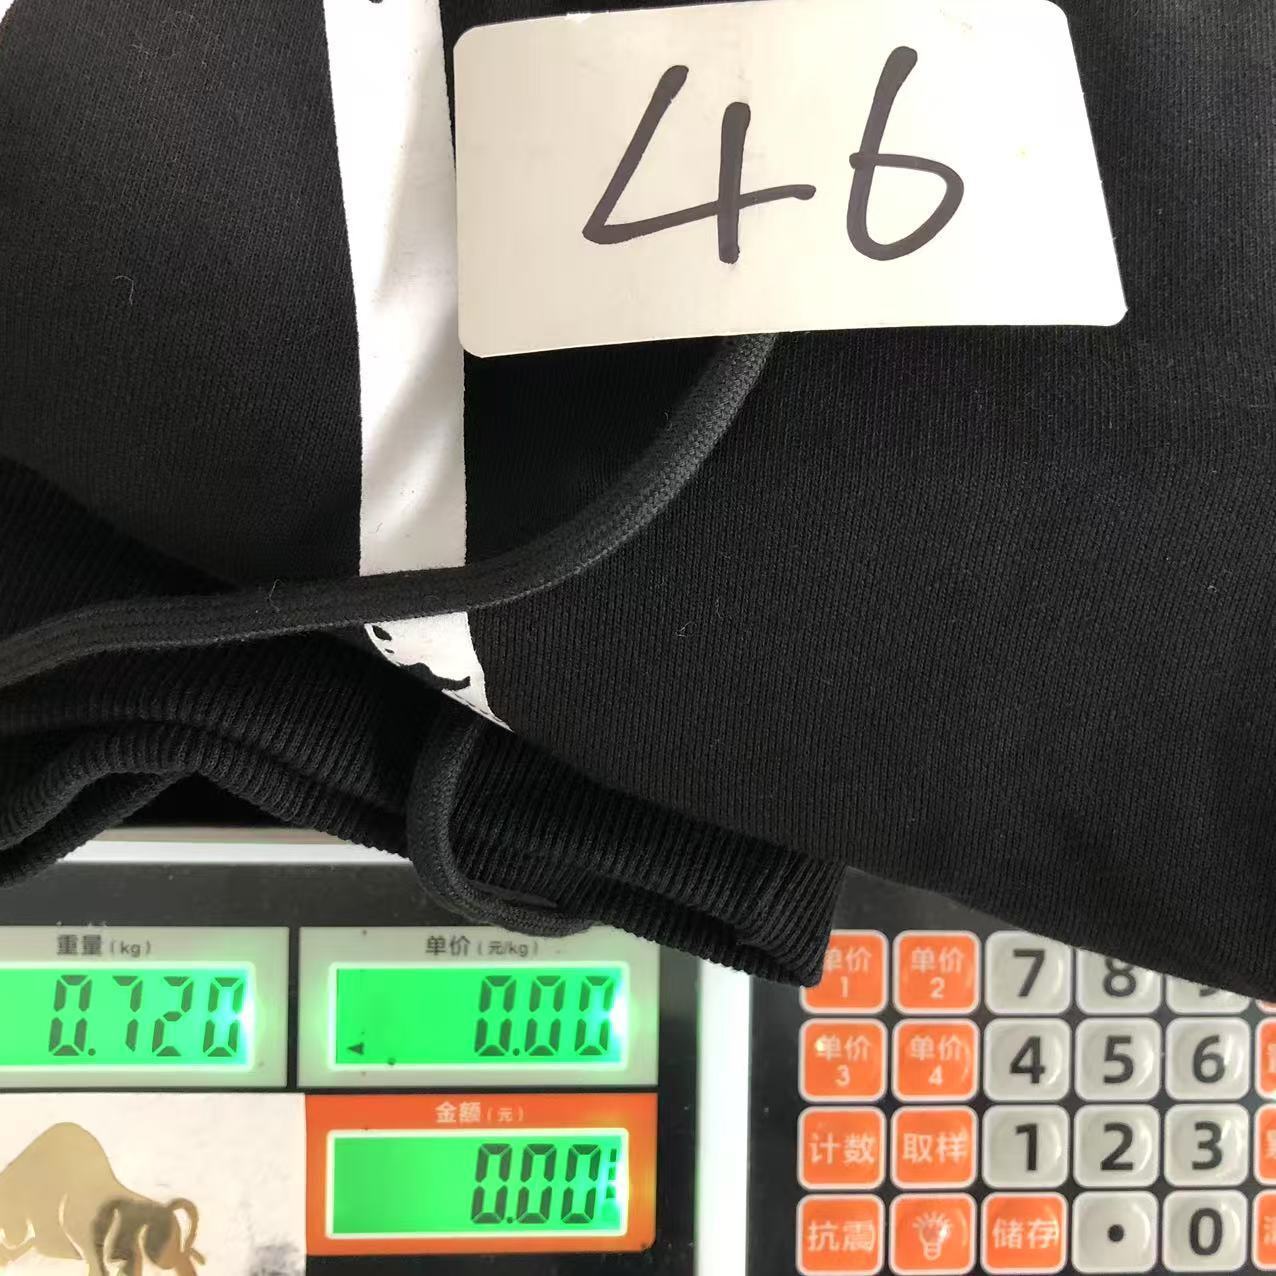 46
重量(kg)
单价(元/kg)
0.720
0.00
金额(元)
0.00
单价 1
单价 2
7
8
单价 3
单价 4
4
5
6
计数
取样
1
2
3
抗震
储存
.
0